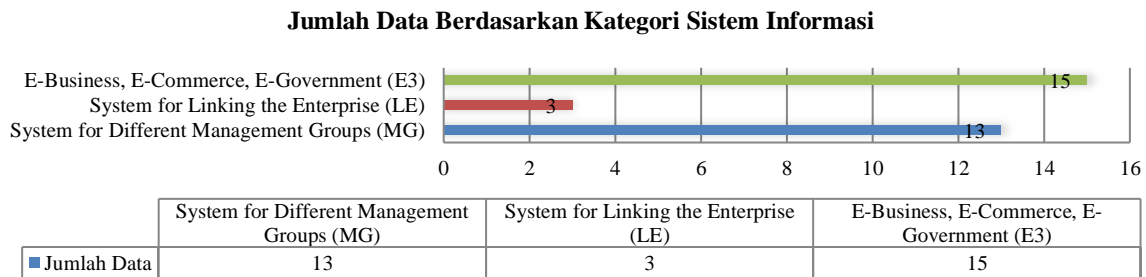 Jumlah Data Berdasarkan Kategori Sistem Informasi
E-Business, E-Commerce, E-Government (E3)
15
System for Linking the Enterprise (LE)
3
System for Different Management Groups (MG)
13
0 2 4 6 8 10 12 14 16
System for Different Management
Groups (MG)
System for Linking the Enterprise
(LE)
E-Business, E-Commerce, E-
Government (E3)
Jumlah Data 13 3 15